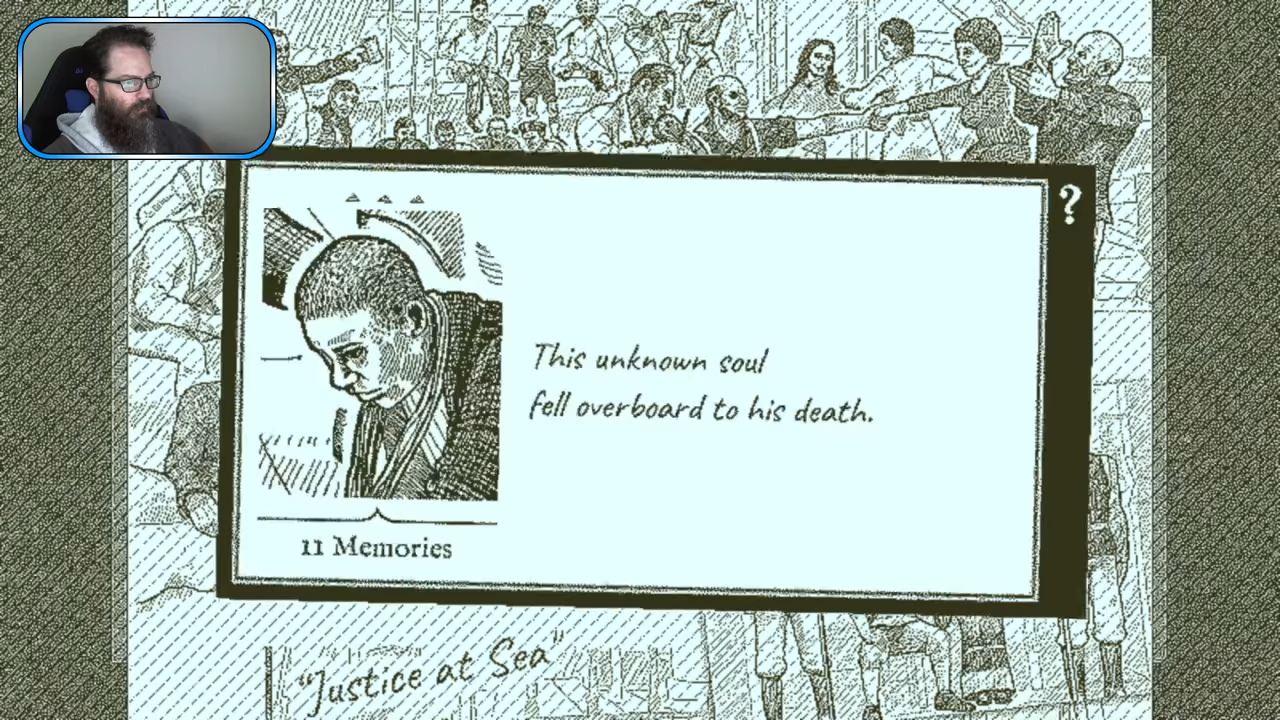 ?
This unknown soul
fell overboard to his death.
11 Memories
"Justice at Sea"